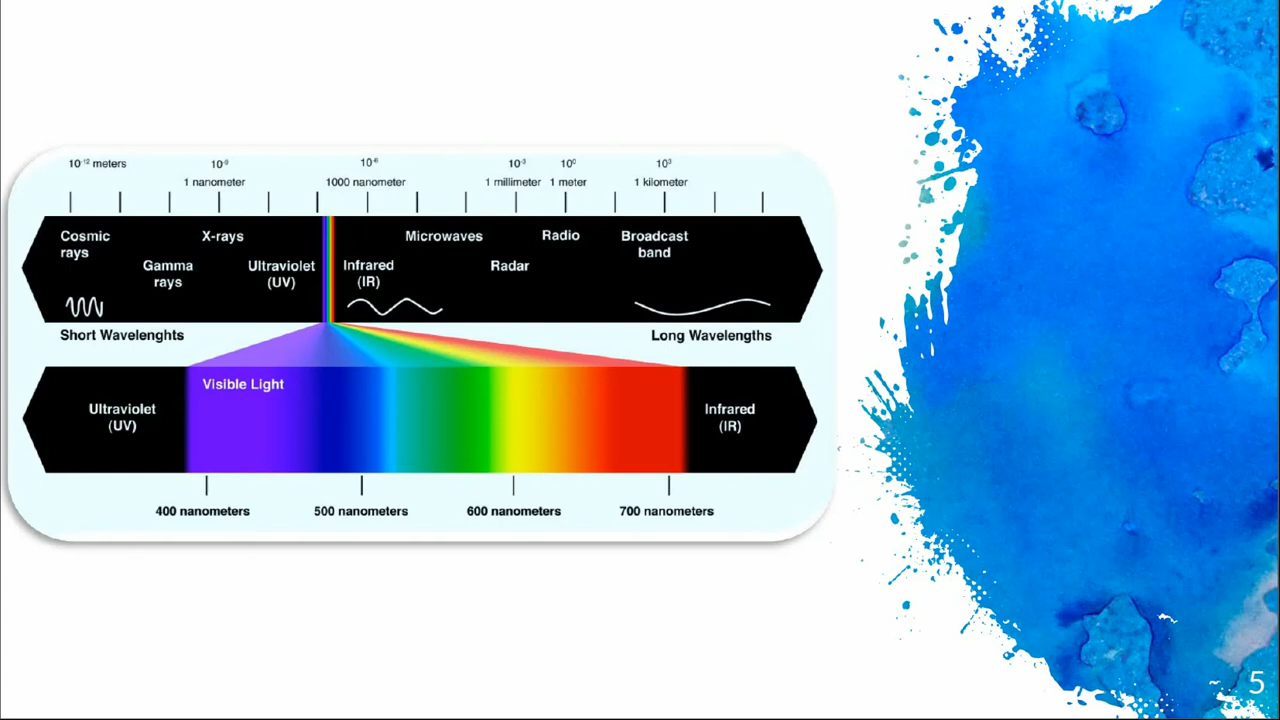 10⁻¹² meters 10⁻⁹ 10⁻⁶ 10⁻³ 10⁰ 10³
1 nanometer 1000 nanometer 1 millimeter 1 meter 1 kilometer
Cosmic
rays
X-rays
Microwaves
Radio
Broadcast
band
Gamma
rays
Ultraviolet
(UV)
Infrared
(IR)
Radar
Short Wavelenghts
Long Wavelengths
Visible Light
Ultraviolet
(UV)
Infrared
(IR)
400 nanometers 500 nanometers 600 nanometers 700 nanometers
5